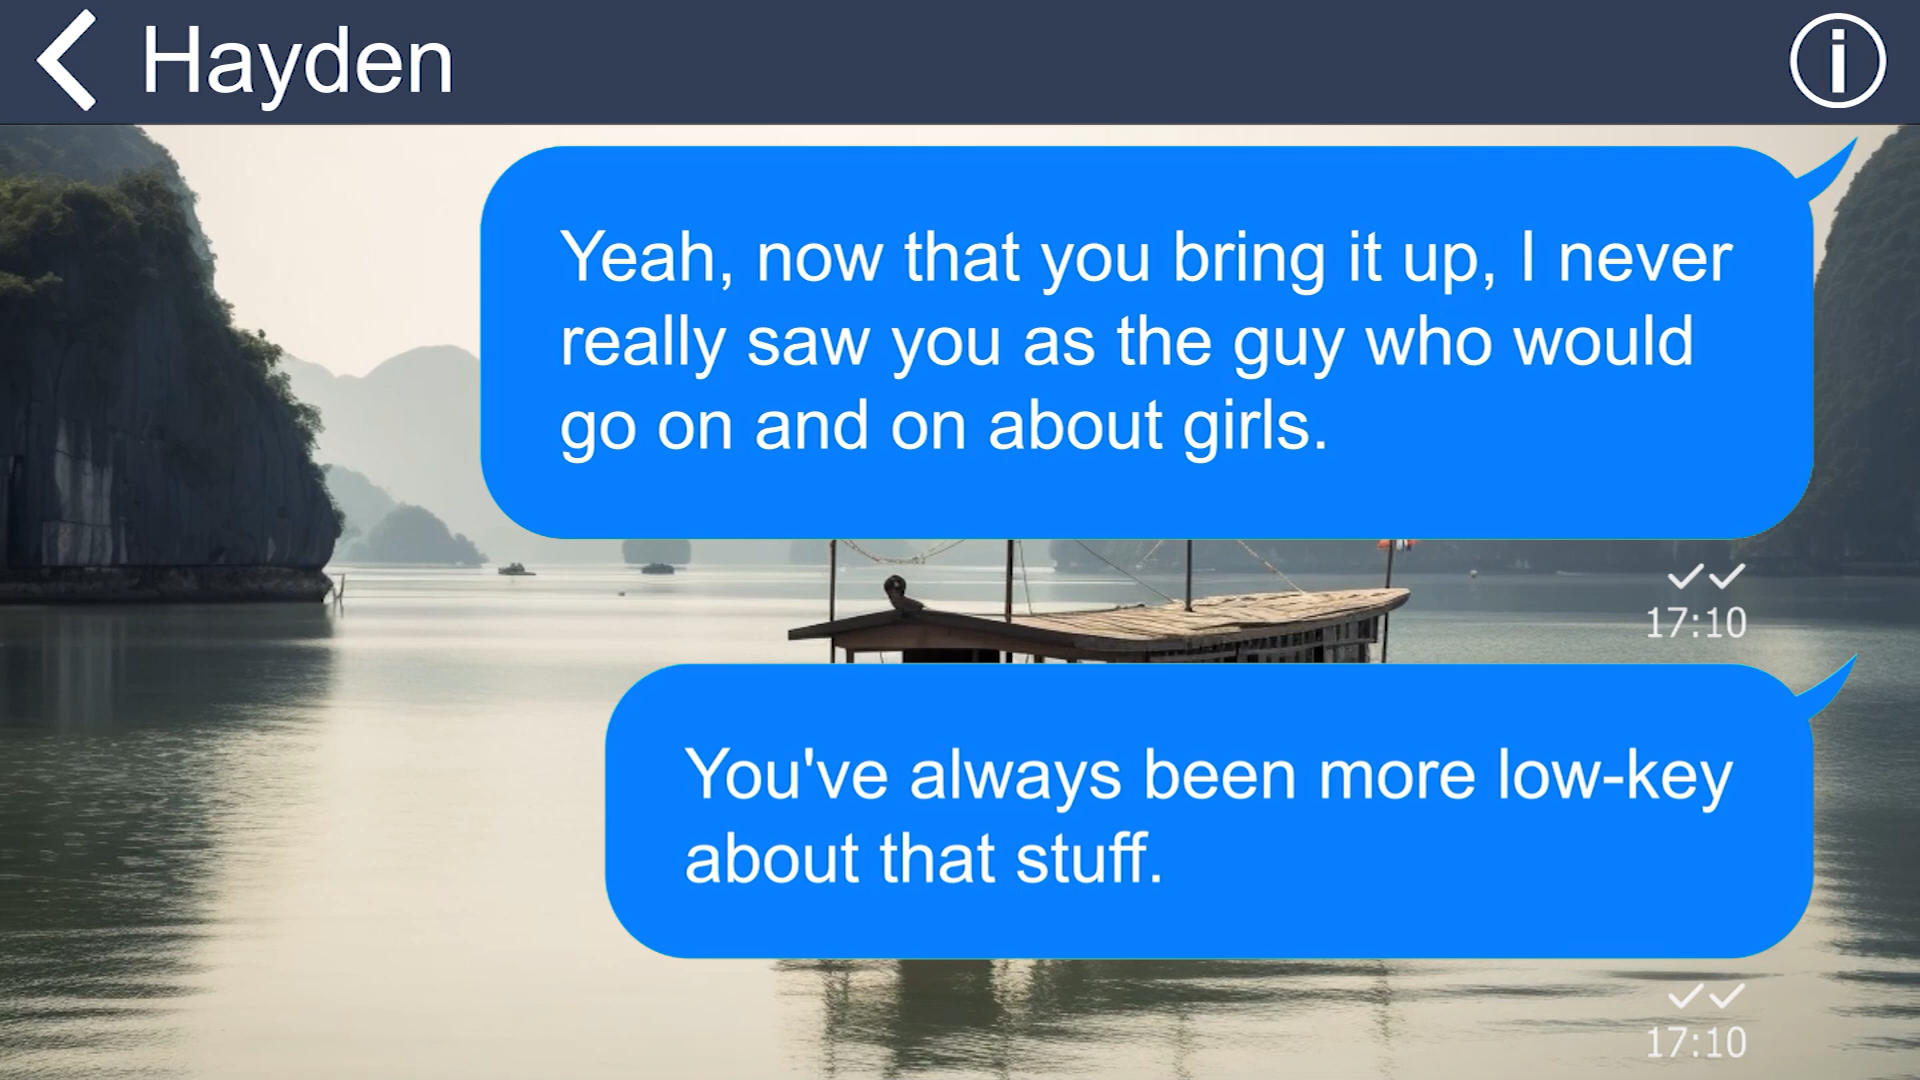 Hayden
Yeah, now that you bring it up, I never
really saw you as the guy who would
go on and on about girls.
17:10
You've always been more low-key
about that stuff.
17:10